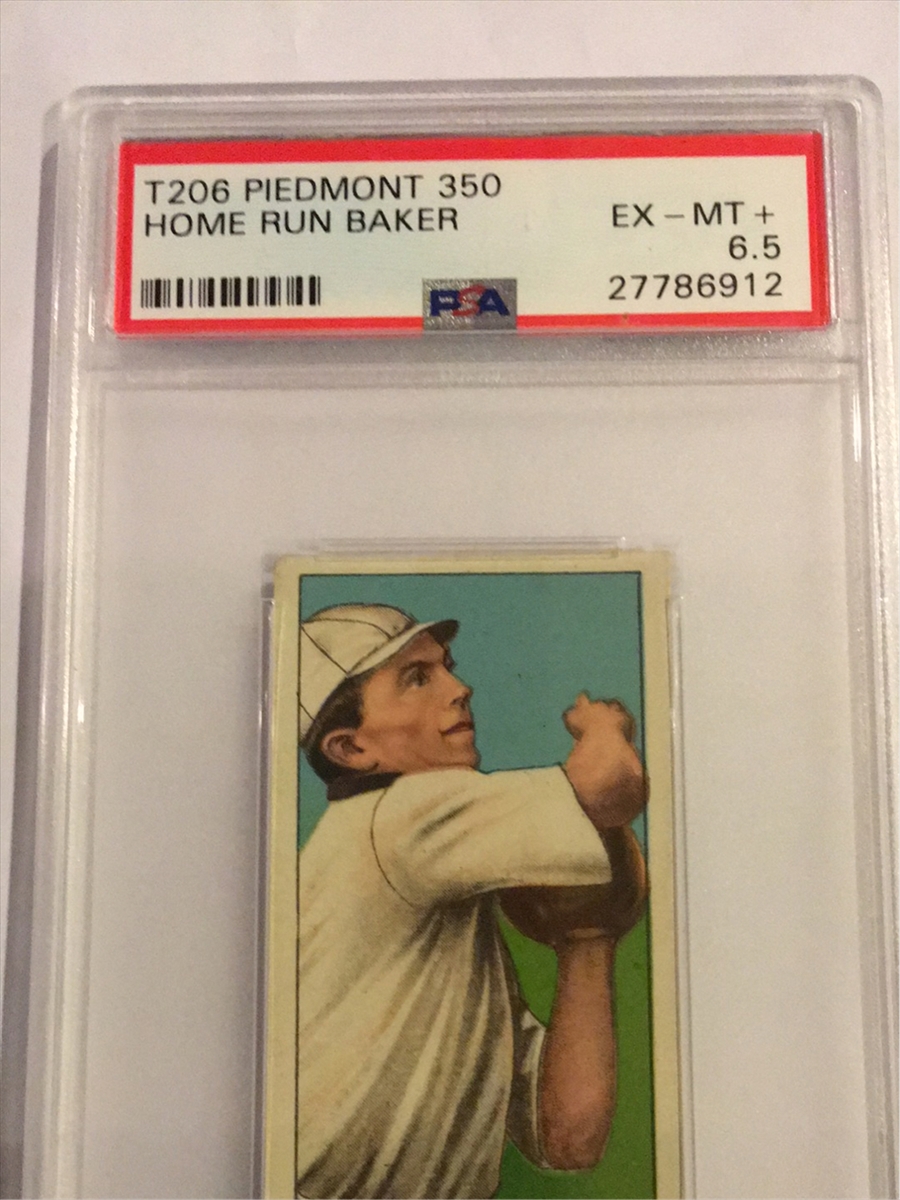 T206 PIEDMONT 350
HOME RUN BAKER
EX - MT +
6.5
27786912
PSA